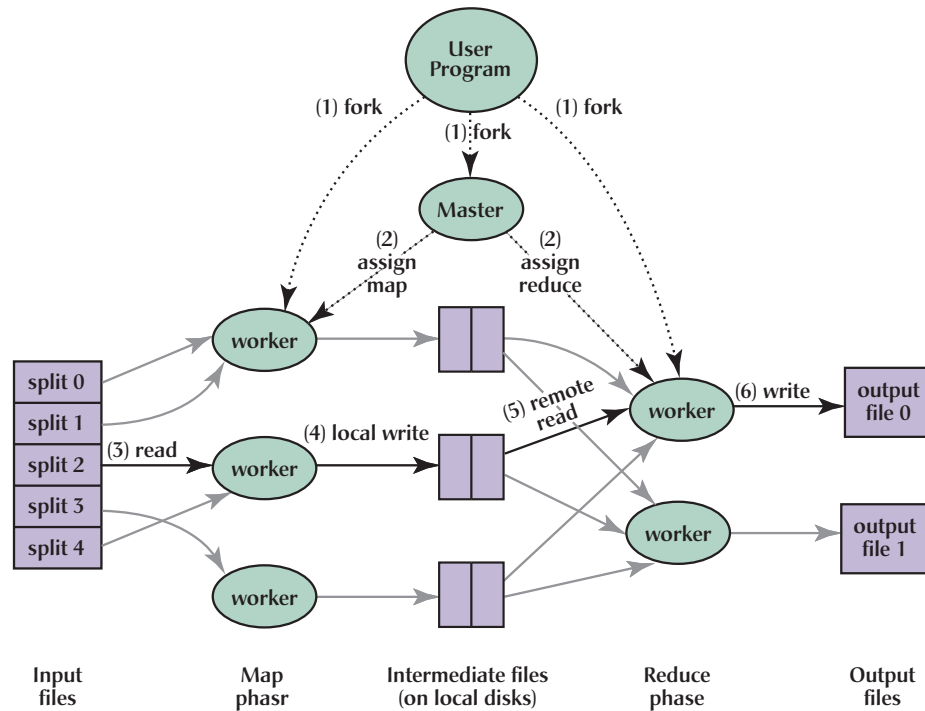 User
Program
(1) fork
(1) fork
(1) fork
Master
(2)
assign
map
(2)
assign
reduce
worker
split 0
split 1
split 2
split 3
split 4
(3) read
worker
(4) local write
(5) remote
read
worker
(6) write
output
file 0
worker
worker
output
file 1
Input
files
Map
phasr
Intermediate files
(on local disks)
Reduce
phase
Output
files